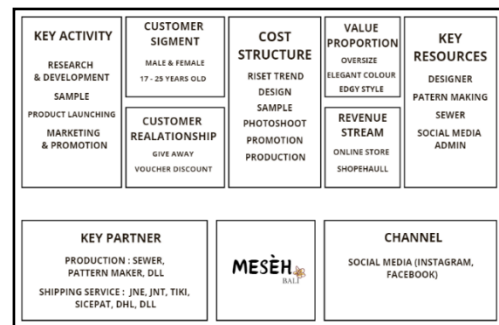 KEY ACTIVITY
RESEARCH
& DEVELOPMENT
SAMPLE
PRODUCT LAUNCHING
MARKETING
& PROMOTION
CUSTOMER
SIGMENT
MALE & FEMALE
17 - 25 YEARS OLD
CUSTOMER
REALATIONSHIP
GIVE AWAY
VOUCHER DISCOUNT
COST
STRUCTURE
RISET TREND
DESIGN
SAMPLE
PHOTOSHOOT
PROMOTION
PRODUCTION
VALUE
PROPORTION
OVERSIZE
ELEGANT COLOUR
EDGY STYLE
REVENUE
STREAM
ONLINE STORE
SHOPEHAULL
KEY
RESOURCES
DESIGNER
PATERN MAKING
SEWER
SOCIAL MEDIA
ADMIN
KEY PARTNER
PRODUCTION : SEWER,
PATTERN MAKER, DLL
SHIPPING SERVICE : JNE, JNT, TIKI,
SICEPAT, DHL, DLL
MESÈH
BALI
CHANNEL
SOCIAL MEDIA (INSTAGRAM,
FACEBOOK)